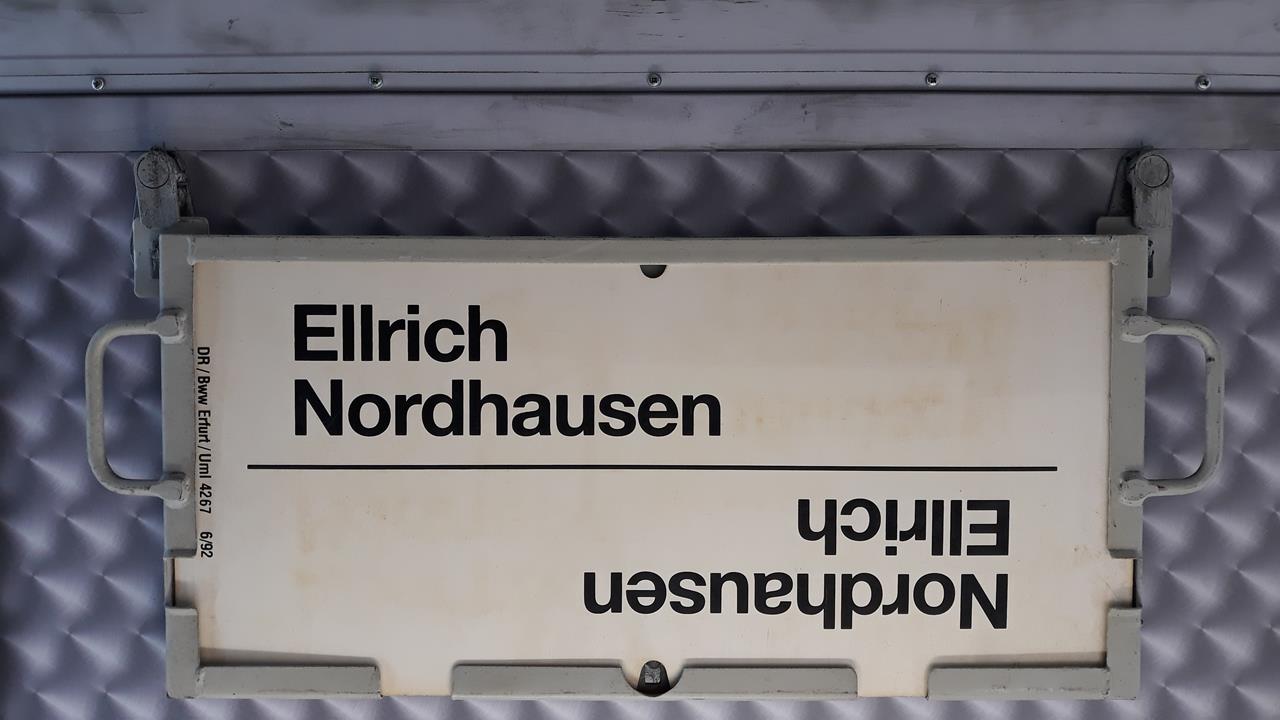 Ellrich
Nordhausen
Nordhausen
Ellrich
DR / Bww Erfurt / Uml 4267 6/92